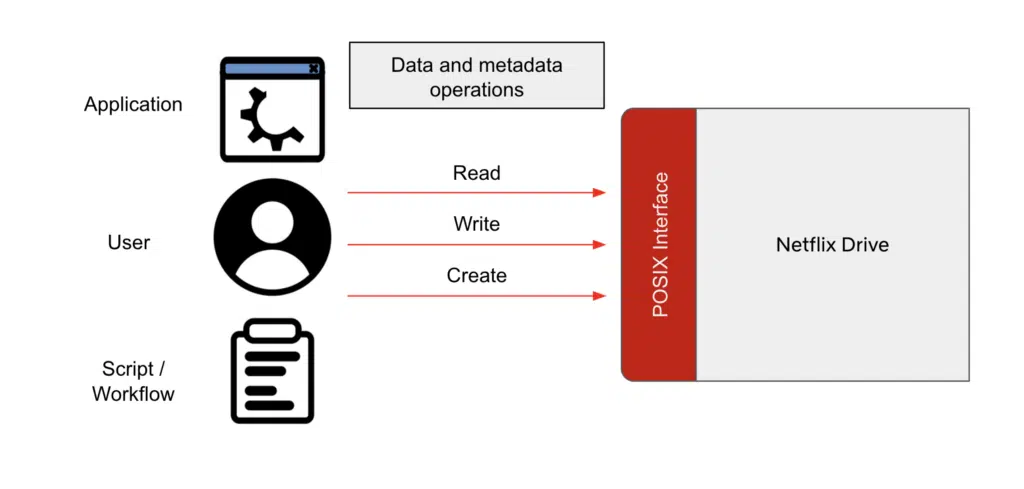 Application
Data and metadata
operations
Read
Write
Create
User
Script /
Workflow
POSIX Interface
Netflix Drive